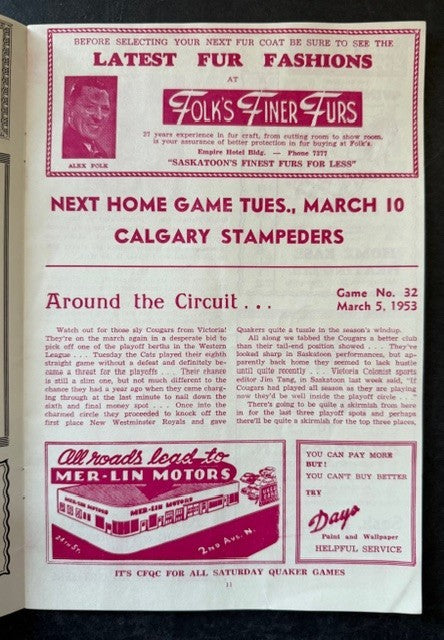 BEFORE SELECTING YOUR NEXT FUR COAT BE SURE TO SEE THE
LATEST FUR FASHIONS
AT
FOLK'S FINER FURS
27 years experience in fur craft, from cutting room to show room,
is your assurance of better protection in for buying at Folk's.
Empire Hotel Bldg. — Phone 7377
"SASKATOON'S FINEST FURS FOR LESS"
ALEX FOLK
NEXT HOME GAME TUES., MARCH 10
CALGARY STAMPEDERS
Around the Circuit . . .
Game No. 32
March 5, 1953
Watch out for those sly Cougars from Victoria!
They're on the march again in a desperate bid to
pick off one of the playoff berths in the Western
League . . . Tuesday the Cats played their eighth
straight game without a defeat and definitely be-
came a threat for the playoffs . . . Their chance
is still a slim one, but not much different to the
chance they had a year ago when they came charg-
ing through at the last minute to nail down the
sixth and final money spot . . . Once into the
charmed circle they proceeded to knock off the
first place New Westminster Royals and gave
Quakers quite a tussle in the season's windup.
All along we tabbed the Cougars a better club
than their tail-end position showed . . . They've
looked sharp in Saskatoon performances, but ap-
parently back home they seemed to lack hustle
until quite recently . . . Victoria Colonist sports
editor Jim Tang, in Saskatoon last week said, "If
Cougars had played all season as they are playing
now they'd be well inside the playoff circle . . .
There's going to be quite a skirmish from here
in for the last three playoff spots and perhaps
there'll be quite a skirmish for the top three places,
All roads lead to
MER-LIN MOTORS
MER-LIN MOTORS
MER-LIN MOTORS
25th St.
2nd Ave. N.
YOU CAN PAY MORE
BUT!
YOU CAN'T BUY BETTER
TRY
Days
Paint and Wallpaper
HELPFUL SERVICE
IT'S CFQC FOR ALL SATURDAY QUAKER GAMES
11